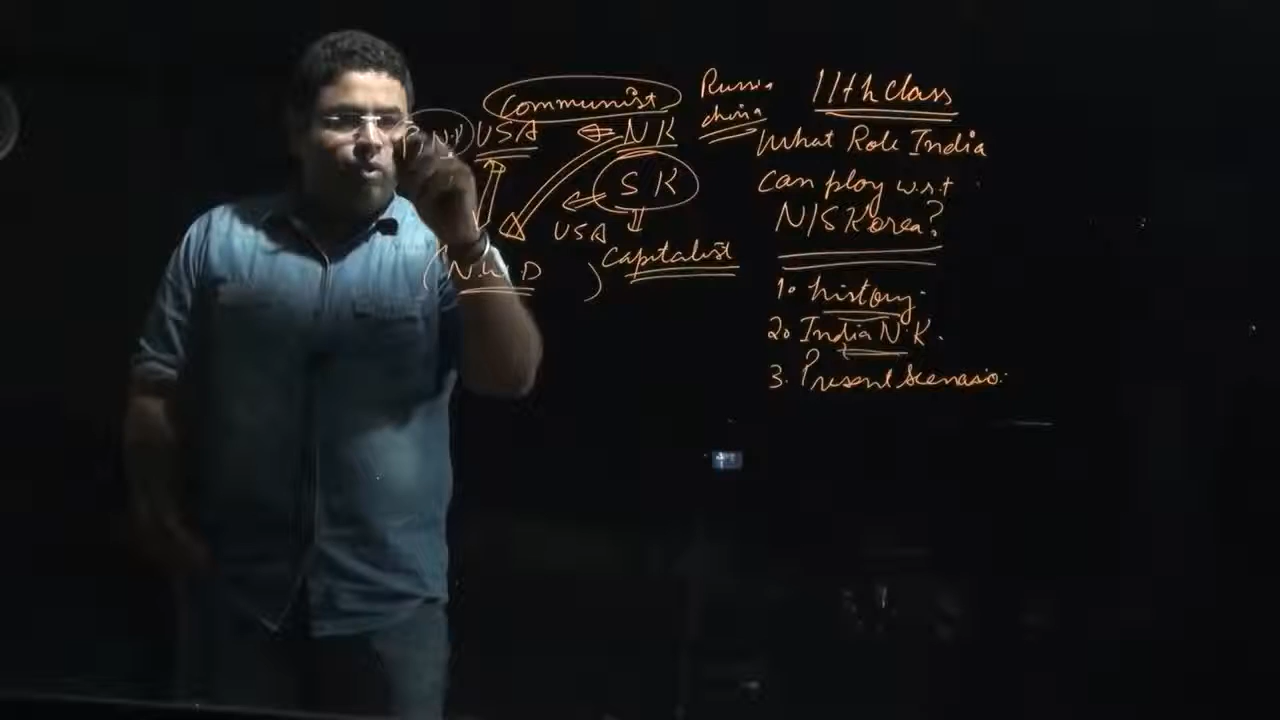 Communist
USA
NK
Russia
china
S K
USA
Capitalist
(N.W.D )
11th class
What Role India
can play w.r.t
N/S Korea?
1. history.
2. India N K.
3. Present Scenario.